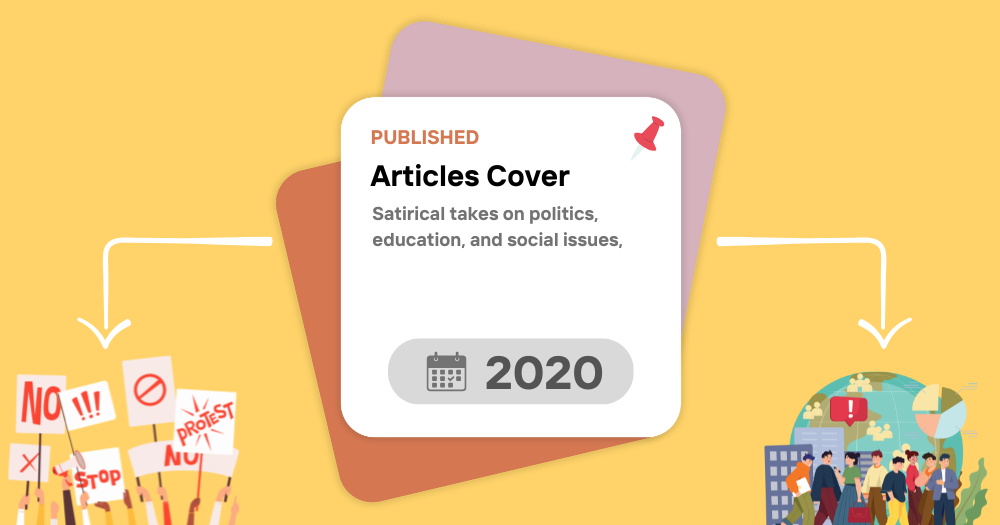 PUBLISHED
Articles Cover
Satirical takes on politics,
education, and social issues,
2020
NO
!!!
PROTEST
X
STOP
NO
!